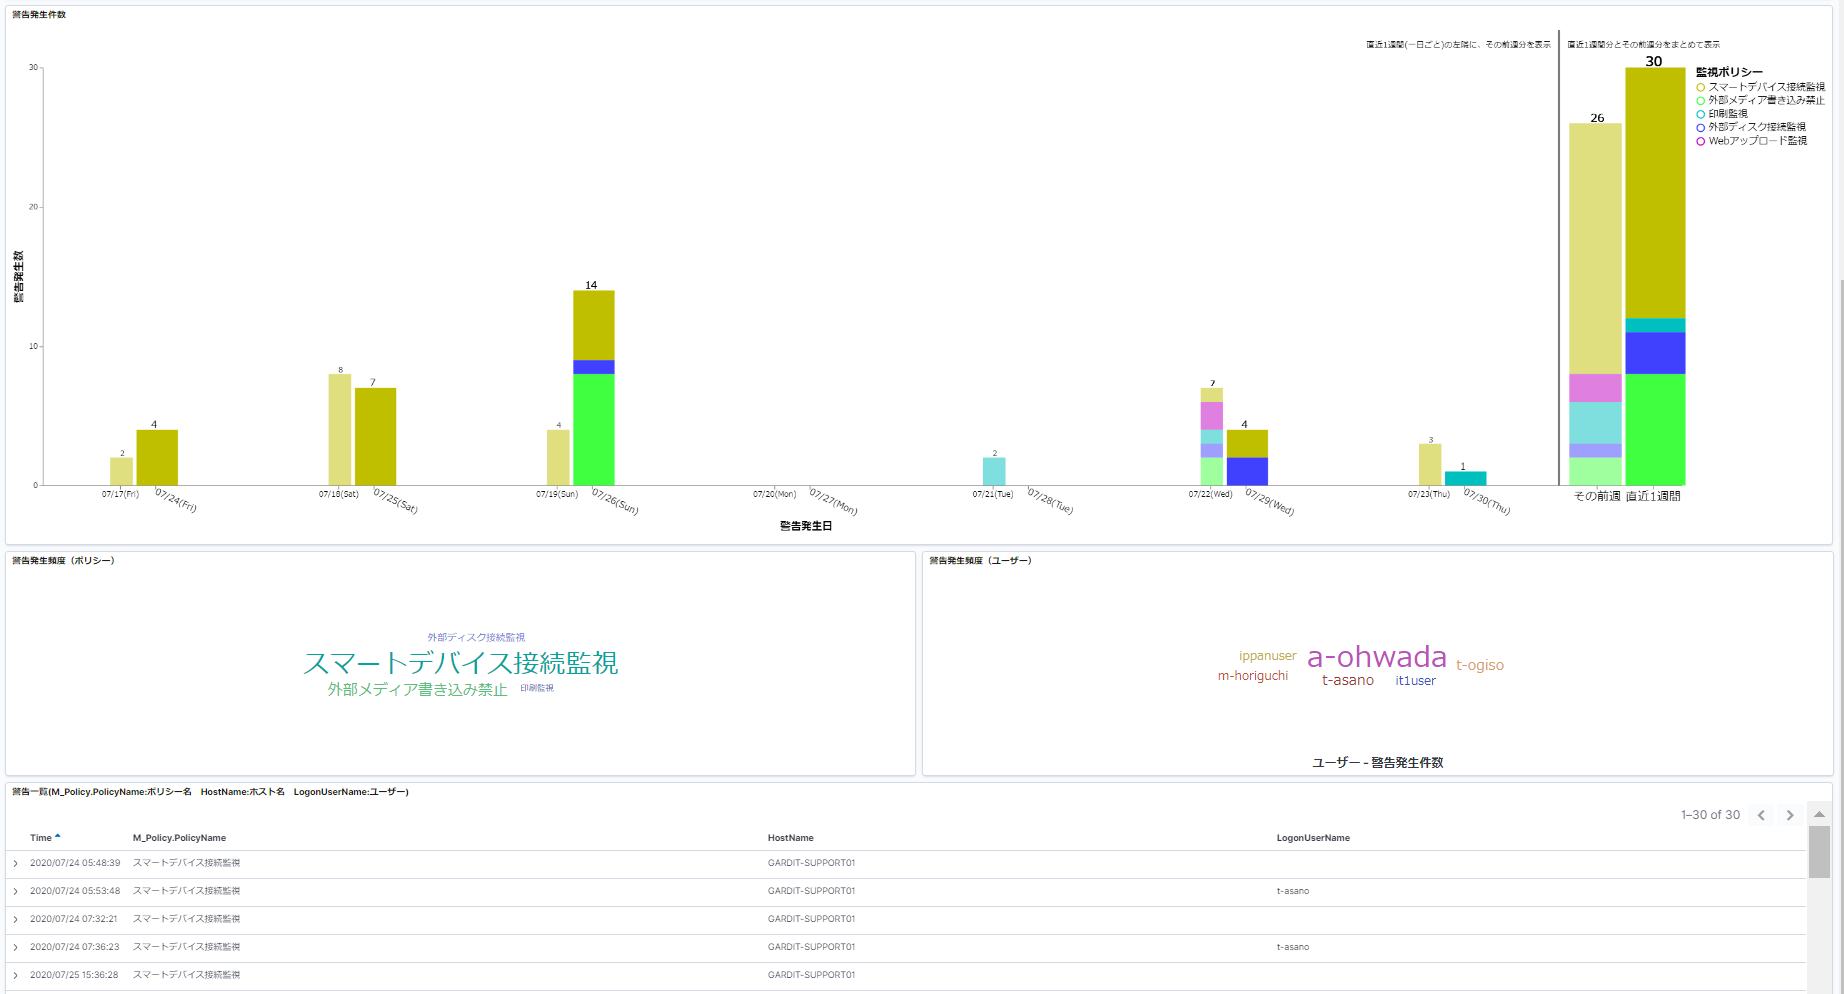 警告発生件数
直近1週間(一日ごと)の左隣に、その前週分を表示
直近1週間分とその前週分をまとめて表示
監視ポリシー
スマートデバイス接続監視
外部メディア書き込み禁止
印刷監視
外部ディスク接続監視
Webアップロード監視
警告発生数
30
20
10
0
2
4
8
7
4
14
2
7
4
3
1
26
30
07/17(Fri)
07/24(Fri)
07/18(Sat)
07/25(Sat)
07/19(Sun)
07/26(Sun)
07/20(Mon)
07/27(Mon)
07/21(Tue)
07/28(Tue)
07/22(Wed)
07/29(Wed)
07/23(Thu)
07/30(Thu)
その前週
直近1週間
警告発生日
警告発生頻度（ポリシー）
外部ディスク接続監視
スマートデバイス接続監視
外部メディア書き込み禁止
印刷監視
警告発生頻度（ユーザー）
ippanuser
a-ohwada
t-ogiso
m-horiguchi
t-asano
it1user
ユーザー - 警告発生件数
警告一覧(M_Policy.PolicyName:ポリシー名　HostName:ホスト名　LogonUserName:ユーザー)
1–30 of 30
Time M_Policy.PolicyName HostName LogonUserName
2020/07/24 05:48:39 スマートデバイス接続監視 GARDIT-SUPPORT01
2020/07/24 05:53:48 スマートデバイス接続監視 GARDIT-SUPPORT01 t-asano
2020/07/24 07:32:21 スマートデバイス接続監視 GARDIT-SUPPORT01
2020/07/24 07:36:23 スマートデバイス接続監視 GARDIT-SUPPORT01 t-asano
2020/07/25 15:36:28 スマートデバイス接続監視 GARDIT-SUPPORT01